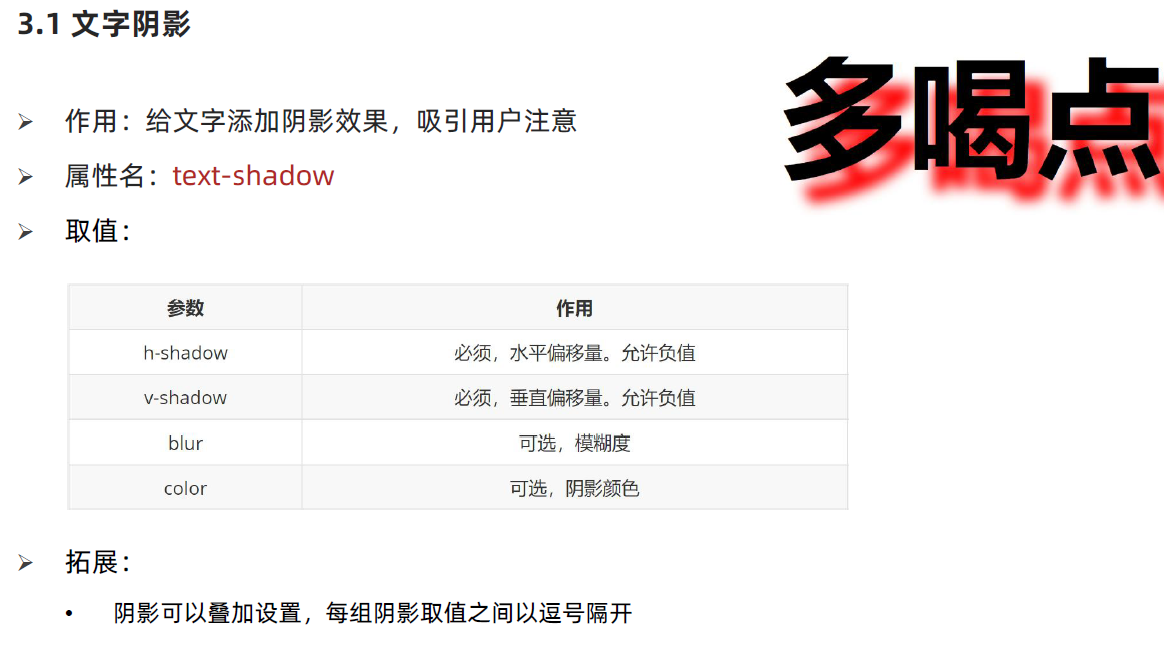 3.1 文字阴影
多喝点
作用：给文字添加阴影效果，吸引用户注意
属性名：text-shadow
取值：
参数 作用
h-shadow 必须，水平偏移量。允许负值
v-shadow 必须，垂直偏移量。允许负值
blur 可选，模糊度
color 可选，阴影颜色
拓展：
• 阴影可以叠加设置，每组阴影取值之间以逗号隔开